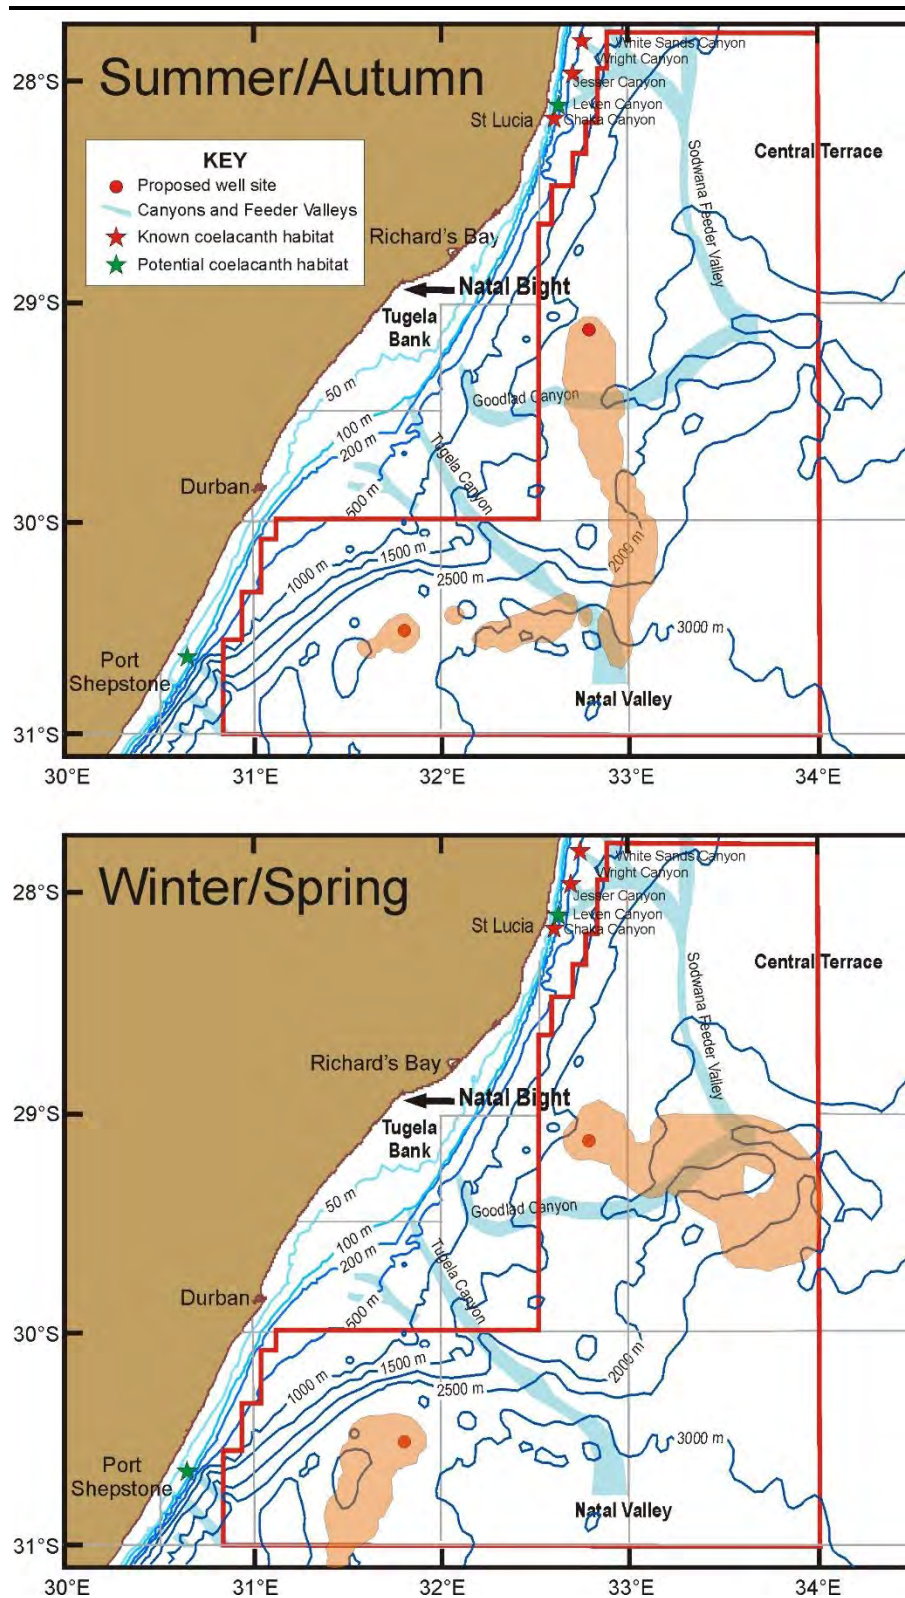 28°S
Summer/Autumn
White Sands Canyon
Wright Canyon
Jesser Canyon
Leven Canyon
St Lucia
Chaka Canyon
Central Terrace
Sodwana Feeder Valley
KEY
Proposed well site
Canyons and Feeder Valleys
Known coelacanth habitat
Potential coelacanth habitat
Richard's Bay
29°S
Natal Bight
Tugela
Bank
50 m
100 m
200 m
Goodlad Canyon
Tugela Canyon
Durban
500 m
30°S
1000 m
1500 m
2500 m
2000 m
3000 m
Port
Shepstone
Natal Valley
31°S
30°E
31°E
32°E
33°E
34°E
28°S
Winter/Spring
White Sands Canyon
Wright Canyon
Jesser Canyon
Leven Canyon
St Lucia
Chaka Canyon
Central Terrace
Sodwana Feeder Valley
Richard's Bay
29°S
Natal Bight
Tugela
Bank
50 m
100 m
200 m
Goodlad Canyon
Tugela Canyon
Durban
500 m
30°S
1000 m
1500 m
2500 m
2000 m
3000 m
Port
Shepstone
Natal Valley
31°S
30°E
31°E
32°E
33°E
34°E